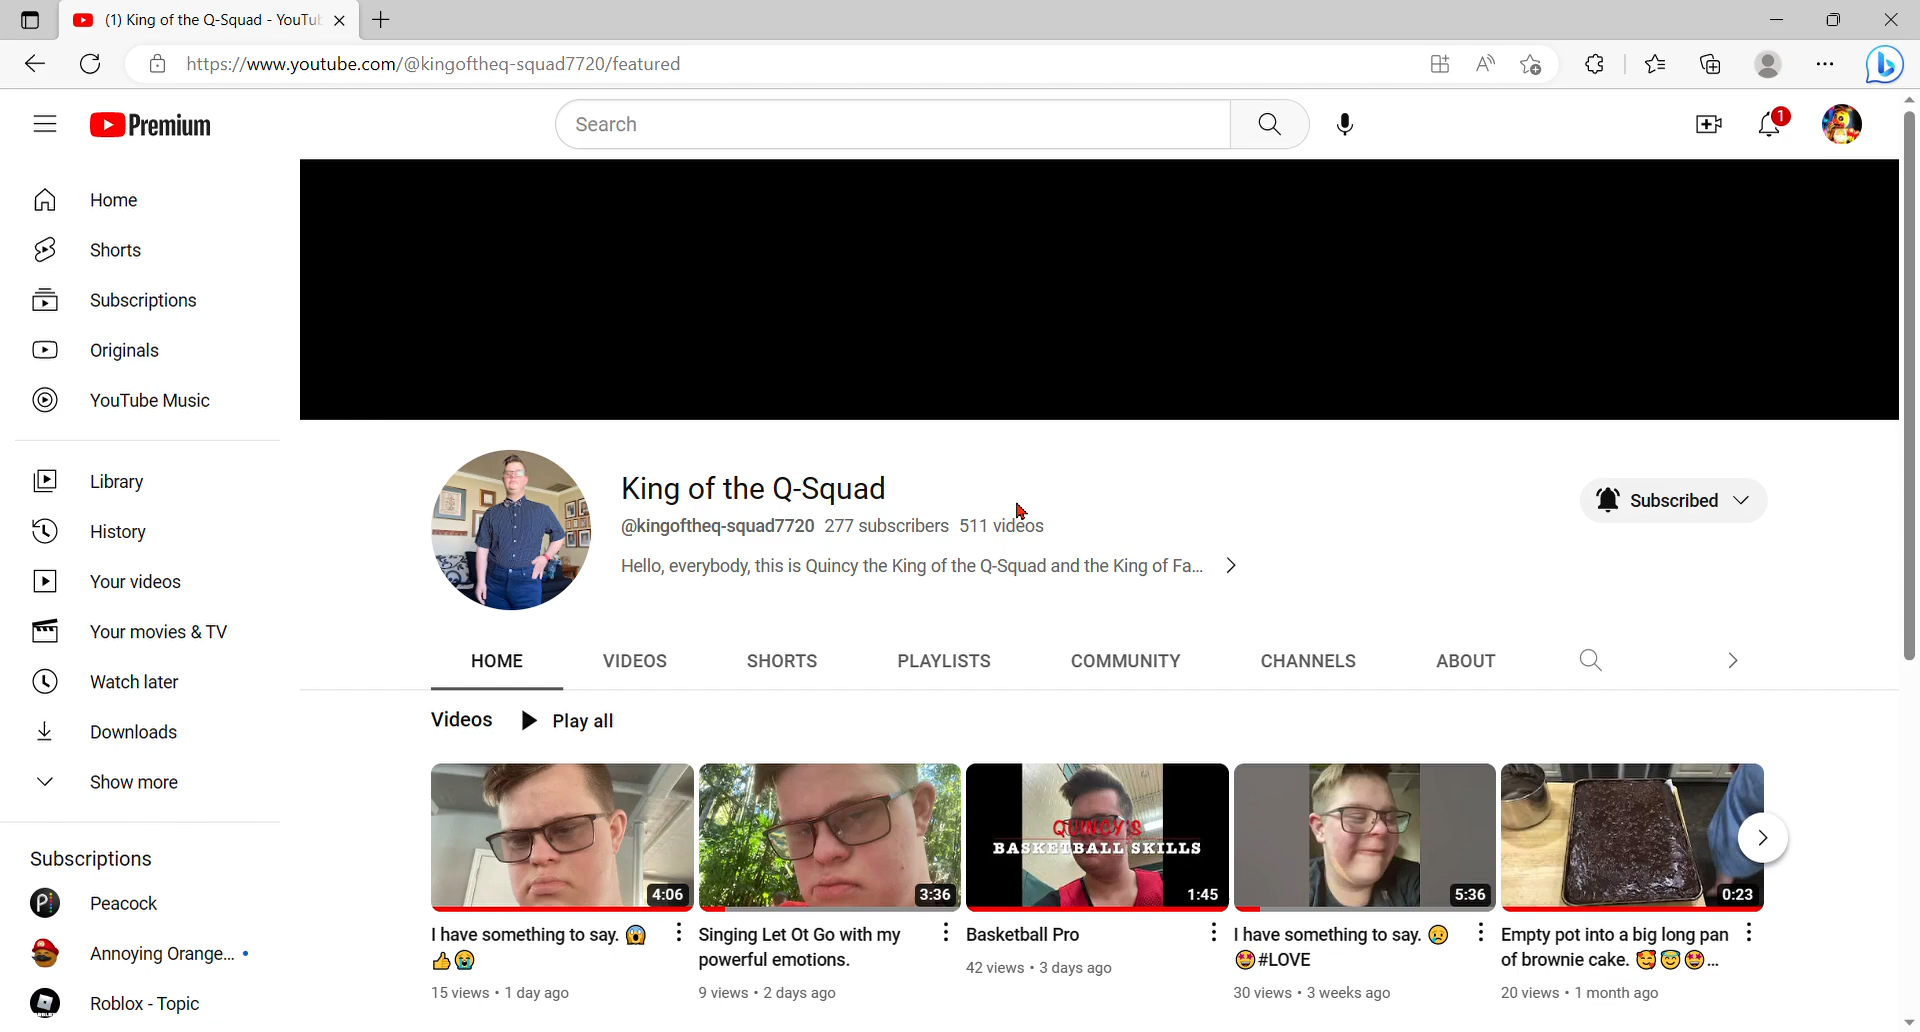 (1) King of the Q-Squad - YouTu
https://www.youtube.com/@kingoftheq-squad7720/featured
Premium
Search
1
Home
Shorts
Subscriptions
Originals
YouTube Music
Library
History
Your videos
Your movies & TV
Watch later
Downloads
Show more
Subscriptions
Peacock
Annoying Orange...
Roblox - Topic
King of the Q-Squad
@kingoftheq-squad7720 277 subscribers 511 videos
Hello, everybody, this is Quincy the King of the Q-Squad and the King of Fa...
Subscribed
HOME VIDEOS SHORTS PLAYLISTS COMMUNITY CHANNELS ABOUT
Videos Play all
4:06
I have something to say. 😱
👍😭
15 views • 1 day ago
3:36
Singing Let Ot Go with my
powerful emotions.
9 views • 2 days ago
QUINCY'S
BASKETBALL SKILLS
1:45
Basketball Pro
42 views • 3 days ago
5:36
I have something to say. 😢
🤩#LOVE
30 views • 3 weeks ago
0:23
Empty pot into a big long pan
of brownie cake. 🥰😇🤩...
20 views • 1 month ago